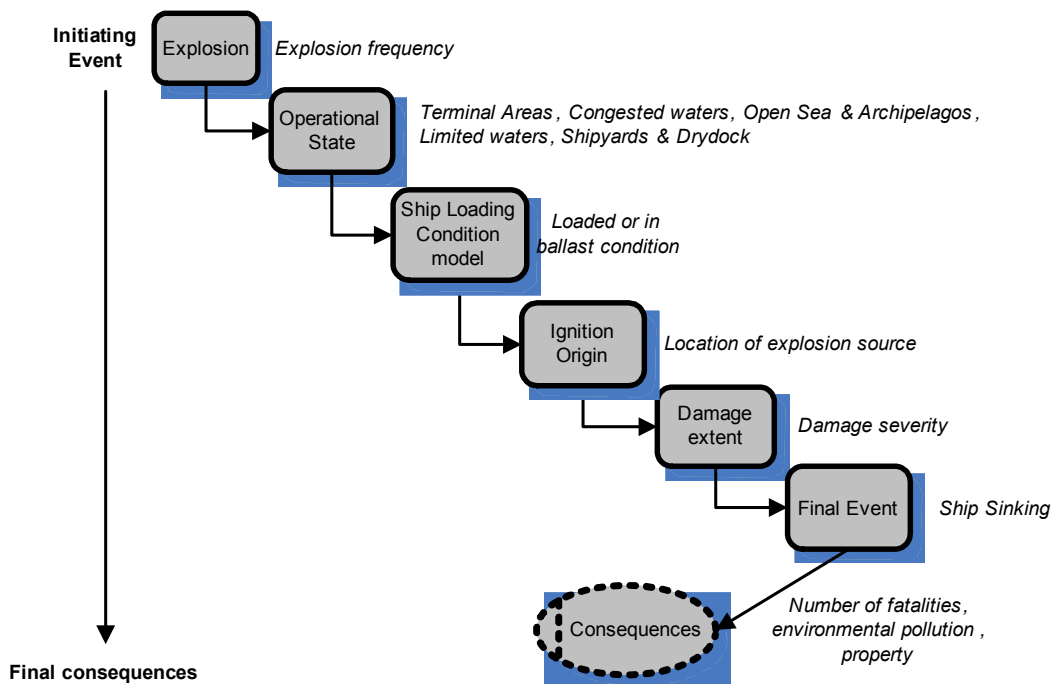 Initiating
Event
Explosion
Explosion frequency
Operational
State
Terminal Areas , Congested waters, Open Sea & Archipelagos ,
Limited waters, Shipyards & Drydock
Ship Loading
Condition
model
Loaded or in
ballast condition
Ignition
Origin
Location of explosion source
Damage
extent
Damage severity
Final Event
Ship Sinking
Consequences
Number of fatalities ,
environmental pollution ,
property
Final consequences